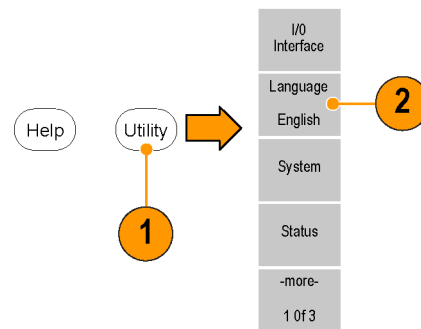 Help
Utility
1
I/0
Interface
Language
English
2
System
Status
-more-
1 0f 3